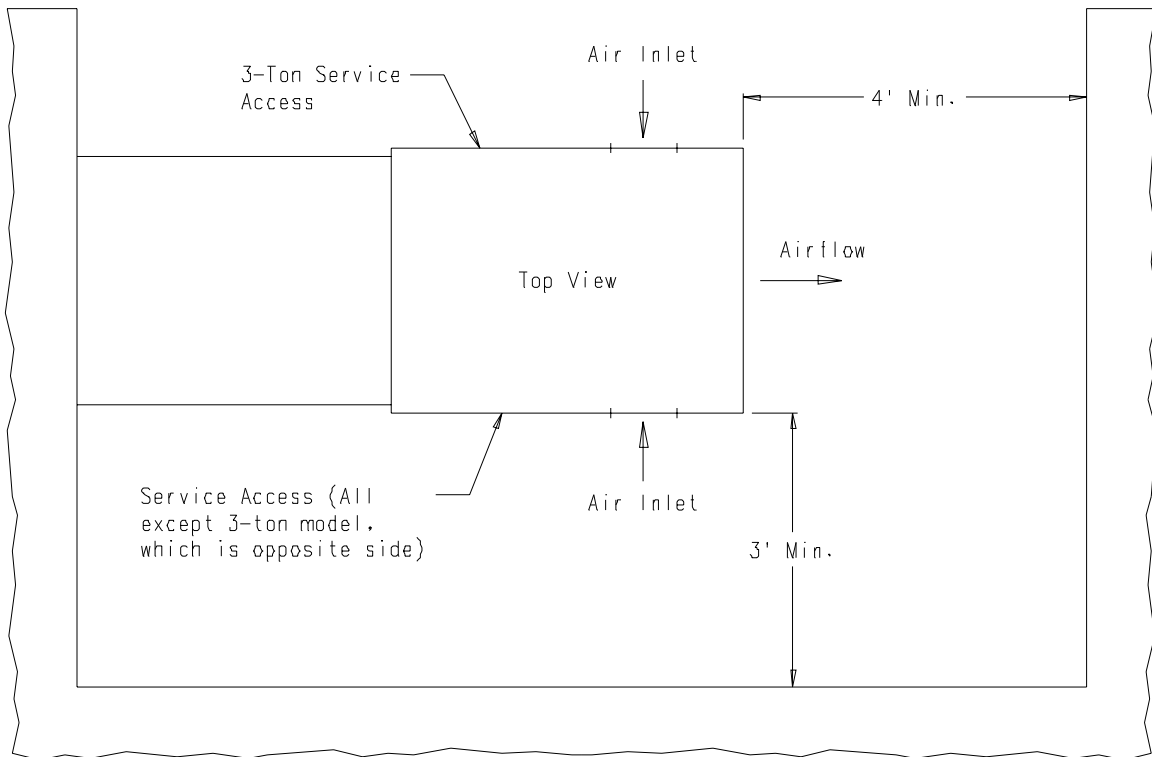 Air Inlet
3-Ton Service
Access
4' Min.
Airflow
Top View
Service Access (All
except 3-ton model,
which is opposite side)
Air Inlet
3' Min.